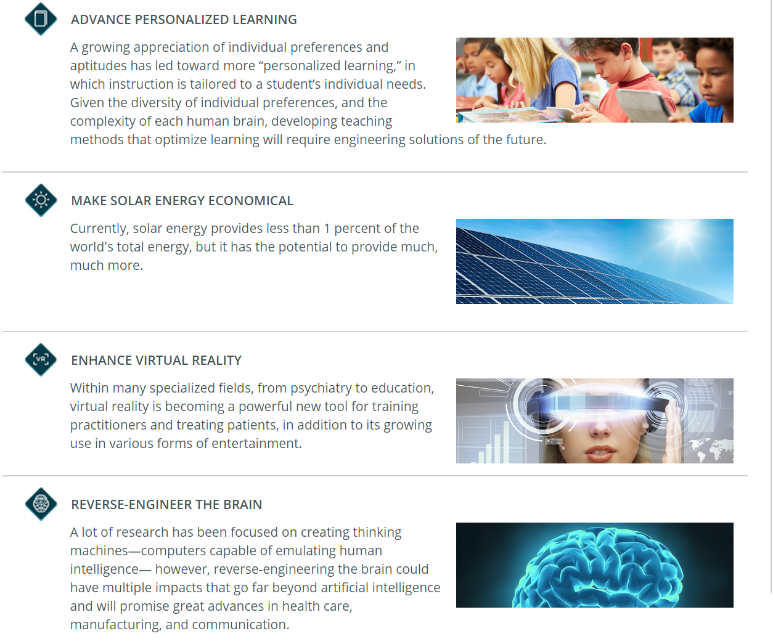 ADVANCE PERSONALIZED LEARNING
A growing appreciation of individual preferences and
aptitudes has led toward more “personalized learning,” in
which instruction is tailored to a student’s individual needs.
Given the diversity of individual preferences, and the
complexity of each human brain, developing teaching
methods that optimize learning will require engineering solutions of the future.
MAKE SOLAR ENERGY ECONOMICAL
Currently, solar energy provides less than 1 percent of the
world's total energy, but it has the potential to provide much,
much more.
VR
ENHANCE VIRTUAL REALITY
Within many specialized fields, from psychiatry to education,
virtual reality is becoming a powerful new tool for training
practitioners and treating patients, in addition to its growing
use in various forms of entertainment.
REVERSE-ENGINEER THE BRAIN
A lot of research has been focused on creating thinking
machines—computers capable of emulating human
intelligence— however, reverse-engineering the brain could
have multiple impacts that go far beyond artificial intelligence
and will promise great advances in health care,
manufacturing, and communication.